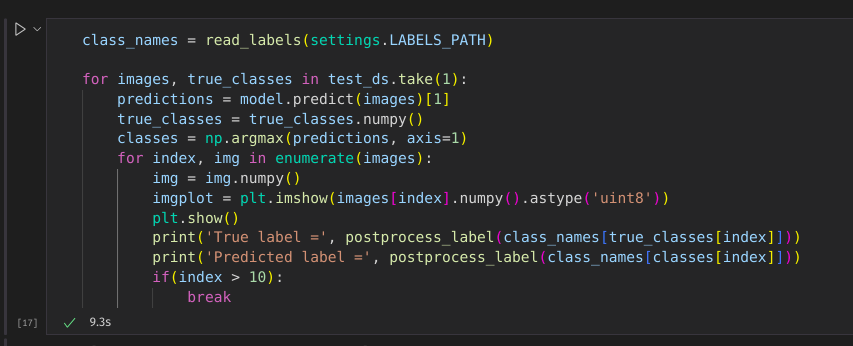 class_names = read_labels(settings.LABELS_PATH)
for images, true_classes in test_ds.take(1):
    predictions = model.predict(images)[1]
    true_classes = true_classes.numpy()
    classes = np.argmax(predictions, axis=1)
    for index, img in enumerate(images):
        img = img.numpy()
        imgplot = plt.imshow(images[index].numpy().astype('uint8'))
        plt.show()
        print('True label =', postprocess_label(class_names[true_classes[index]]))
        print('Predicted label =', postprocess_label(class_names[classes[index]]))
        if(index > 10):
            break
[17] 9.3s